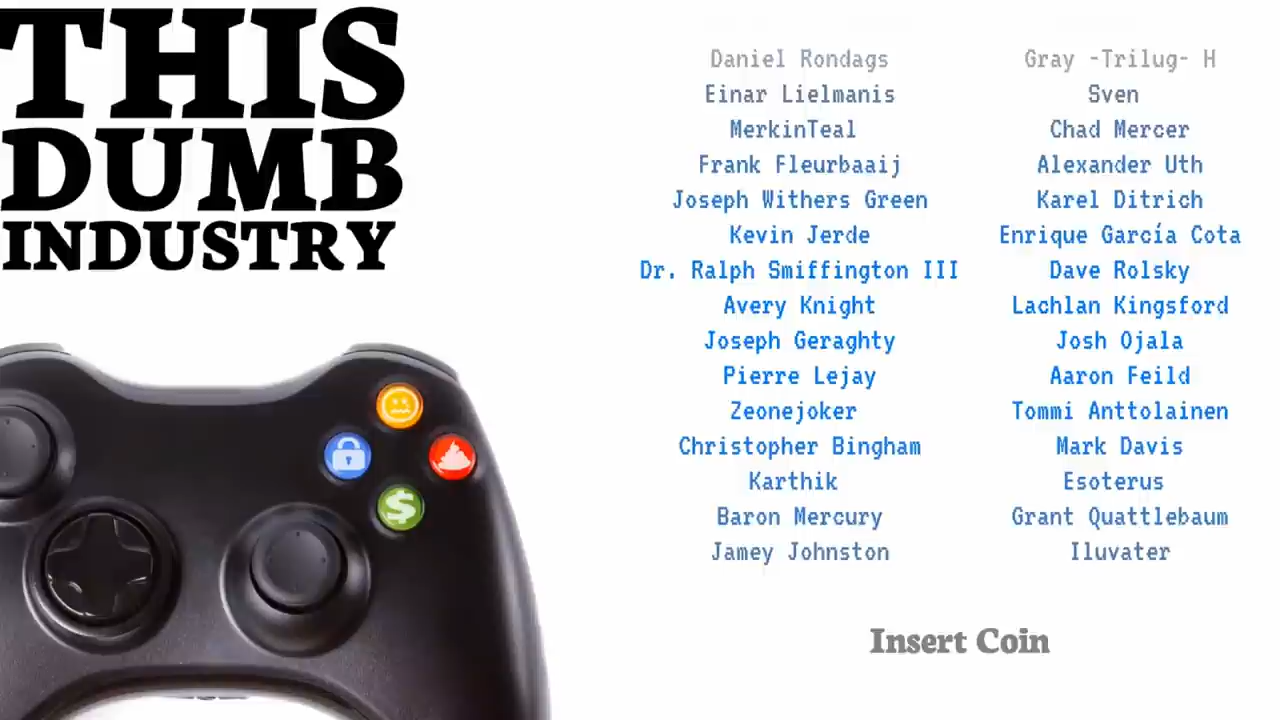 THIS
DUMB
INDUSTRY
Daniel Rondags
Einar Lielmanis
MerkinTeal
Frank Fleurbaaij
Joseph Withers Green
Kevin Jerde
Dr. Ralph Smiffington III
Avery Knight
Joseph Geraghty
Pierre Lejay
Zeonejoker
Christopher Bingham
Karthik
Baron Mercury
Jamey Johnston
Gray -Trilug- H
Sven
Chad Mercer
Alexander Uth
Karel Ditrich
Enrique García Cota
Dave Rolsky
Lachlan Kingsford
Josh Ojala
Aaron Feild
Tommi Anttolainen
Mark Davis
Esoterus
Grant Quattlebaum
Iluvater
Insert Coin
$